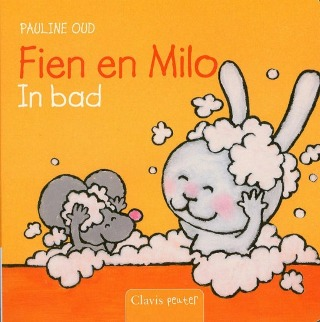 PAULINE OUD
Fien en Milo
In bad
Clavis peuter